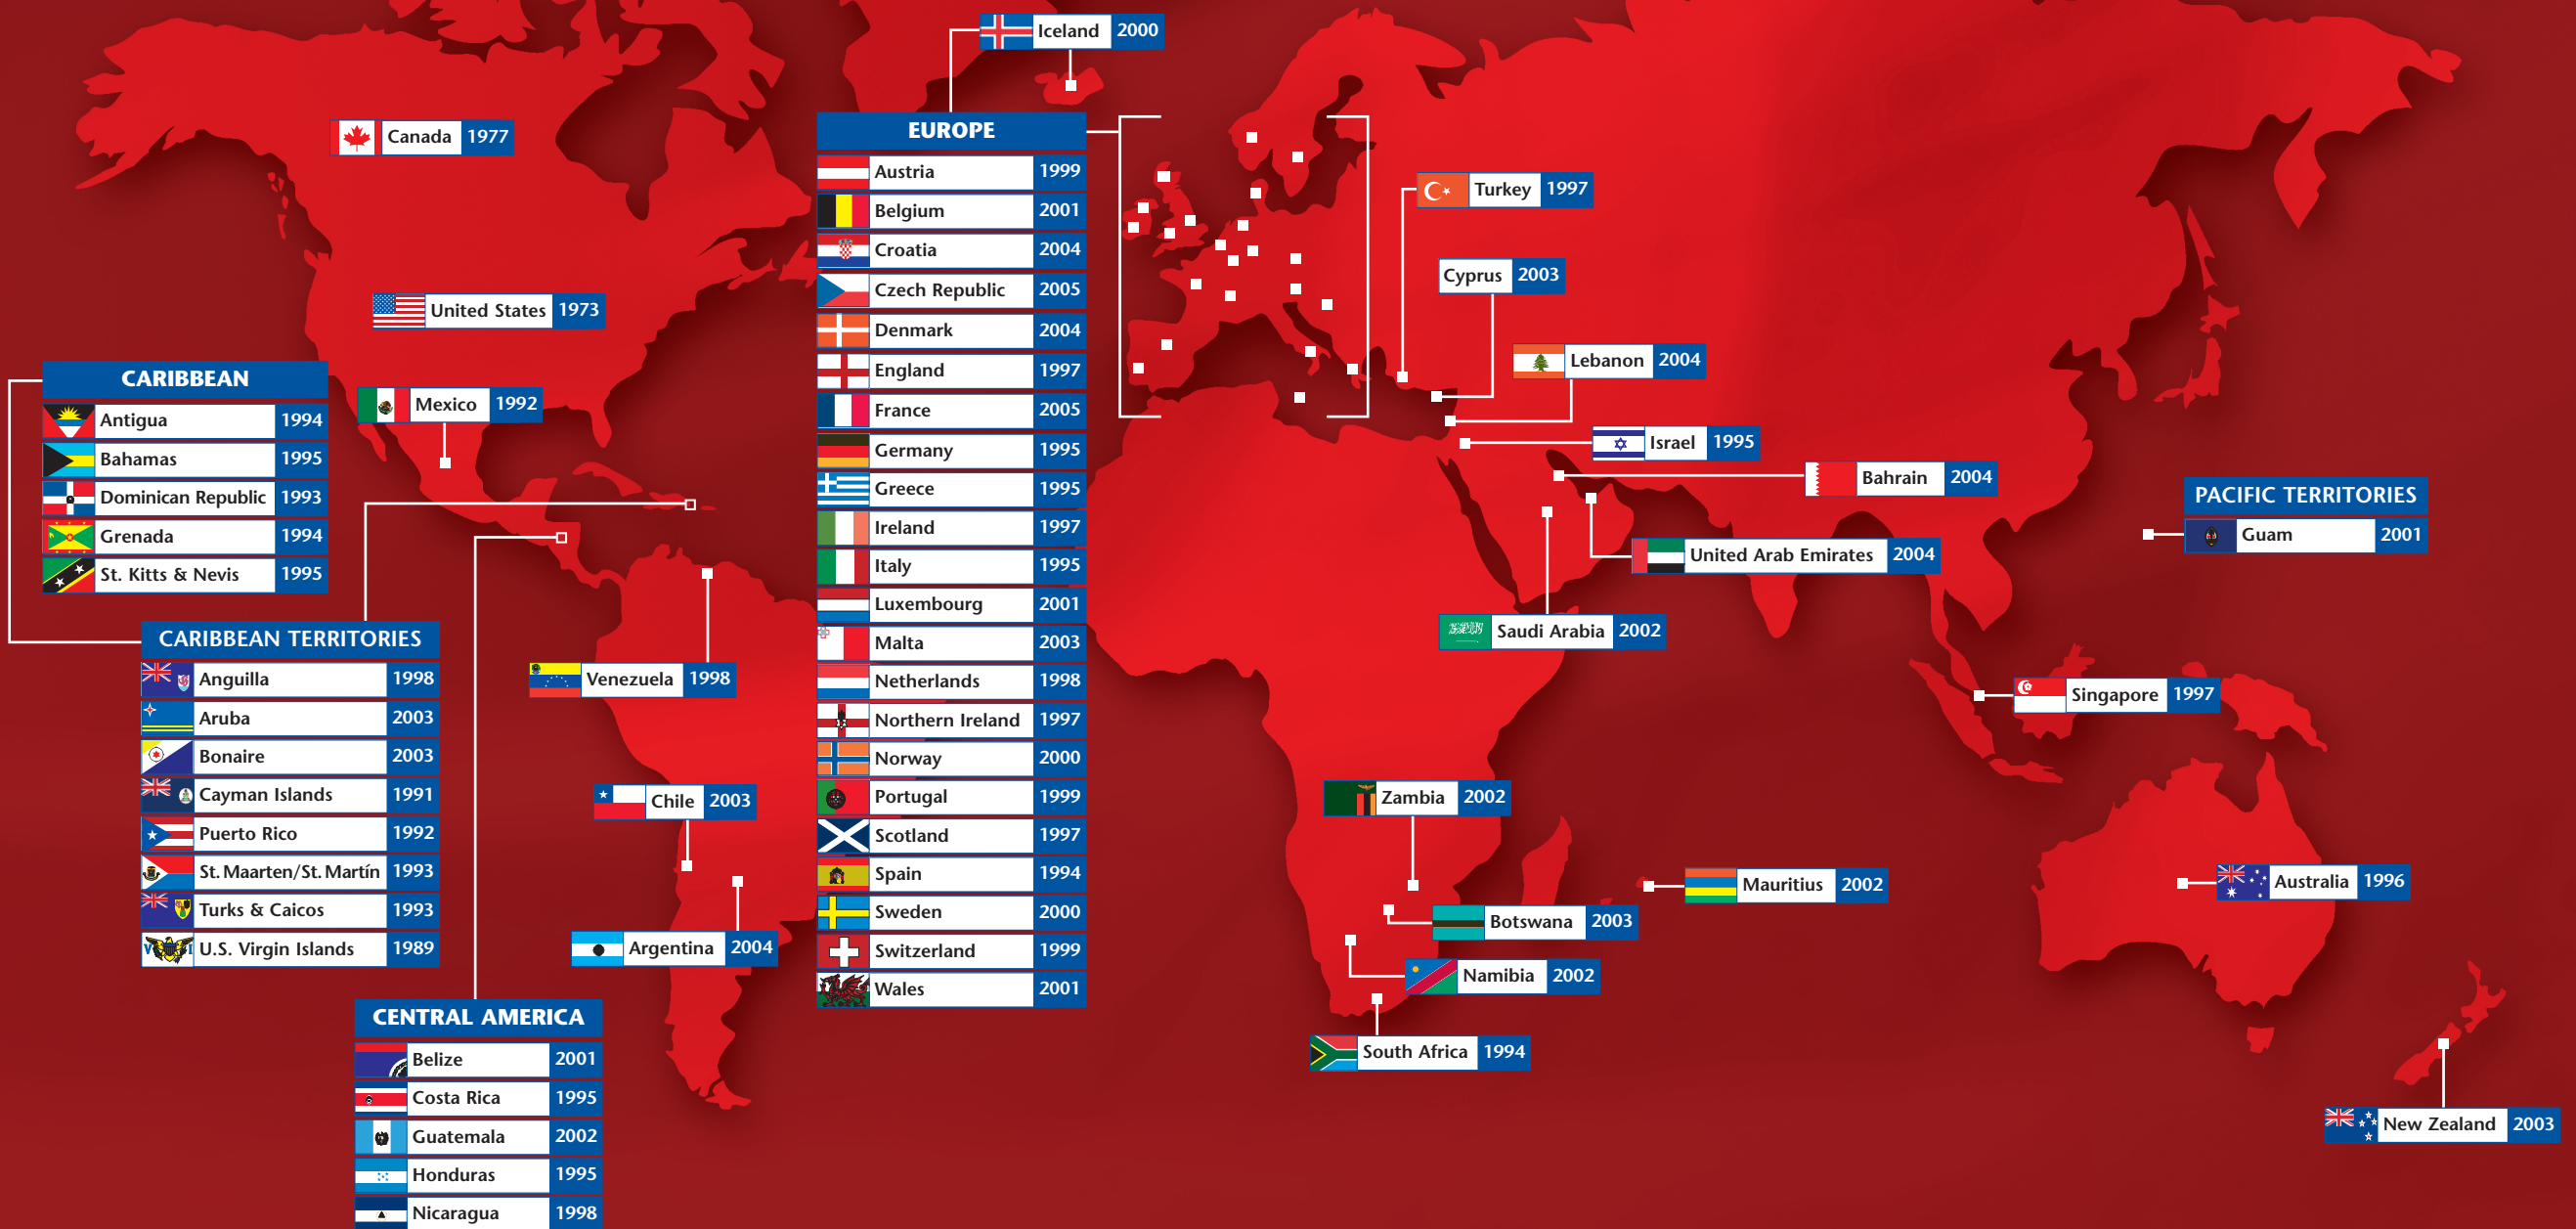 Iceland 2000
Canada 1977
United States 1973
Mexico 1992
CARIBBEAN
Antigua 1994
Bahamas 1995
Dominican Republic 1993
Grenada 1994
St. Kitts & Nevis 1995
CARIBBEAN TERRITORIES
Anguilla 1998
Aruba 2003
Bonaire 2003
Cayman Islands 1991
Puerto Rico 1992
St. Maarten/St. Martín 1993
Turks & Caicos 1993
U.S. Virgin Islands 1989
CENTRAL AMERICA
Belize 2001
Costa Rica 1995
Guatemala 2002
Honduras 1995
Nicaragua 1998
Venezuela 1998
Chile 2003
Argentina 2004
EUROPE
Austria 1999
Belgium 2001
Croatia 2004
Czech Republic 2005
Denmark 2004
England 1997
France 2005
Germany 1995
Greece 1995
Ireland 1997
Italy 1995
Luxembourg 2001
Malta 2003
Netherlands 1998
Northern Ireland 1997
Norway 2000
Portugal 1999
Scotland 1997
Spain 1994
Sweden 2000
Switzerland 1999
Wales 2001
Turkey 1997
Cyprus 2003
Lebanon 2004
Israel 1995
Bahrain 2004
United Arab Emirates 2004
Saudi Arabia 2002
Zambia 2002
Mauritius 2002
Botswana 2003
Namibia 2002
South Africa 1994
PACIFIC TERRITORIES
Guam 2001
Singapore 1997
Australia 1996
New Zealand 2003